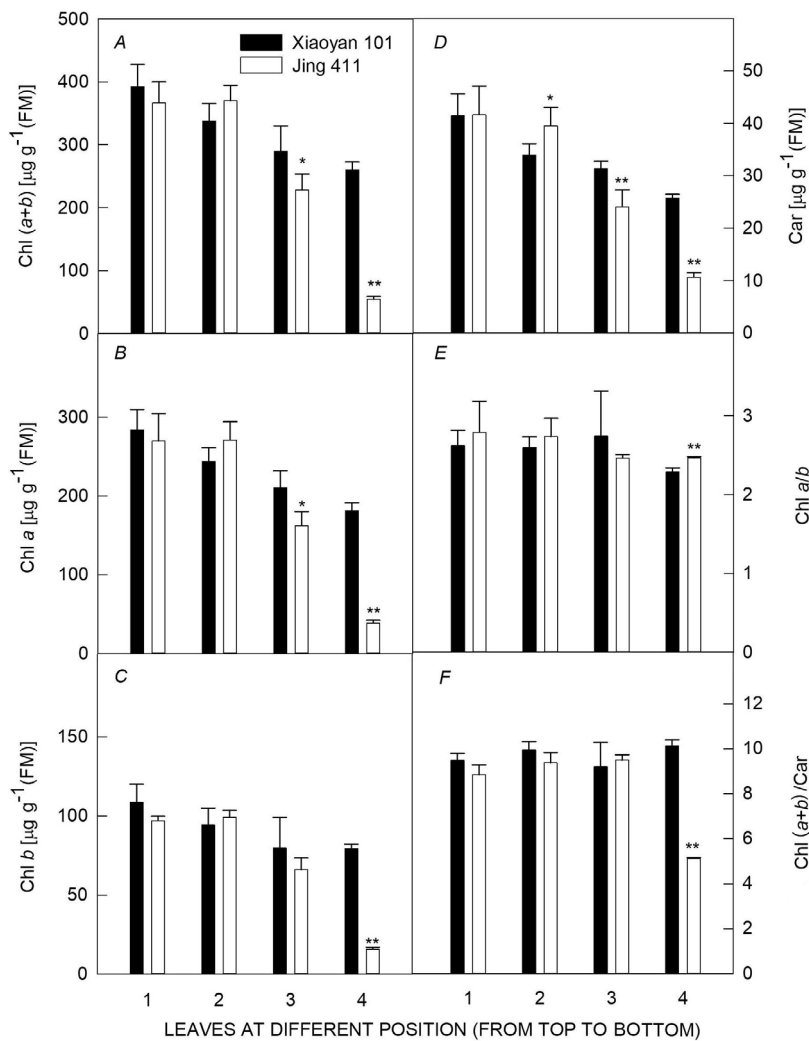 A
Xiaoyan 101
Jing 411
Chl (a+b) [µg g⁻¹(FM)]
500
400
300
200
100
0
*
**
D
Car [µg g⁻¹(FM)]
50
40
30
20
10
0
*
**
**
B
Chl a [µg g⁻¹(FM)]
300
200
100
0
*
**
E
Chl a/b
3
2
1
0
**
C
Chl b [µg g⁻¹(FM)]
150
100
50
0
**
F
Chl (a+b)/Car
12
10
8
6
4
2
0
**
1 2 3 4
1 2 3 4
LEAVES AT DIFFERENT POSITION (FROM TOP TO BOTTOM)